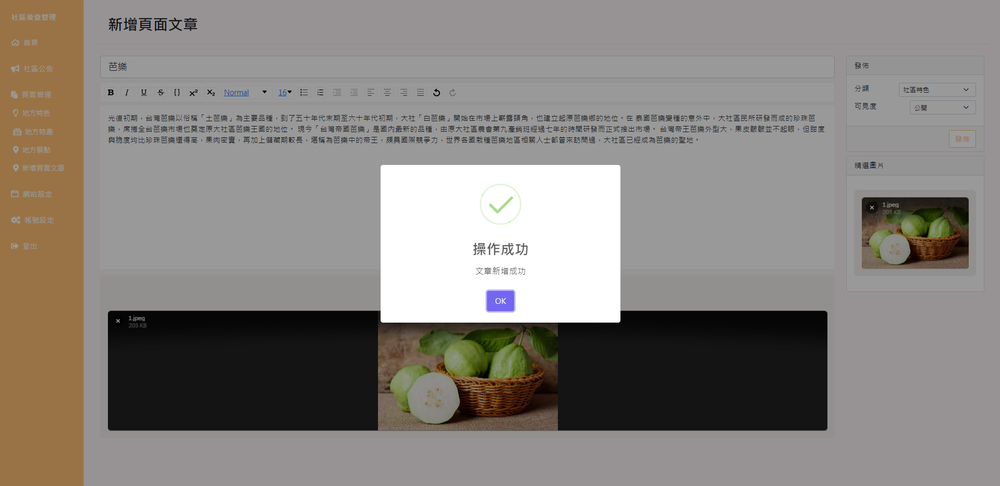 社區後臺管理
首頁
社區公告
頁面管理
地方特色
地方特產
地方景點
新增頁面文章
網站設定
帳號設定
登出
新增頁面文章
芭樂
B I U S {} X² X₂ Normal 16
光復初期，台灣芭樂以俗稱「土芭樂」為主要品種，到了五十年代末期至六十年代初期，大社「白芭樂」開始在市場上嶄露頭角，也建立起原芭樂鄉的地位。在 泰國芭樂變種的意外中，大社區民所研發而成的珍珠芭
樂，席捲全台芭樂市場也奠定原大社區芭樂王國的地位。 現今「台灣帝國芭樂」是國內最新的品種，由原大社區農會第九產銷班經過七年的時間研發而正式推出市場。 台灣帝王芭樂外型大，果皮皺皺並不起眼，但甜度
與脆度均比珍珠芭樂還得高，果肉密實，再加上儲藏期較長，堪稱為芭樂中的帝王，頗具國際競爭力，世界各國栽種芭樂地區相關人士都曾來訪問過，大社區已經成為芭樂的聖地。
1.jpeg
203 KB
發佈
分類 社區特色
可見度 公開
發佈
精選圖片
1.jpeg
203 KB
操作成功
文章新增成功
OK